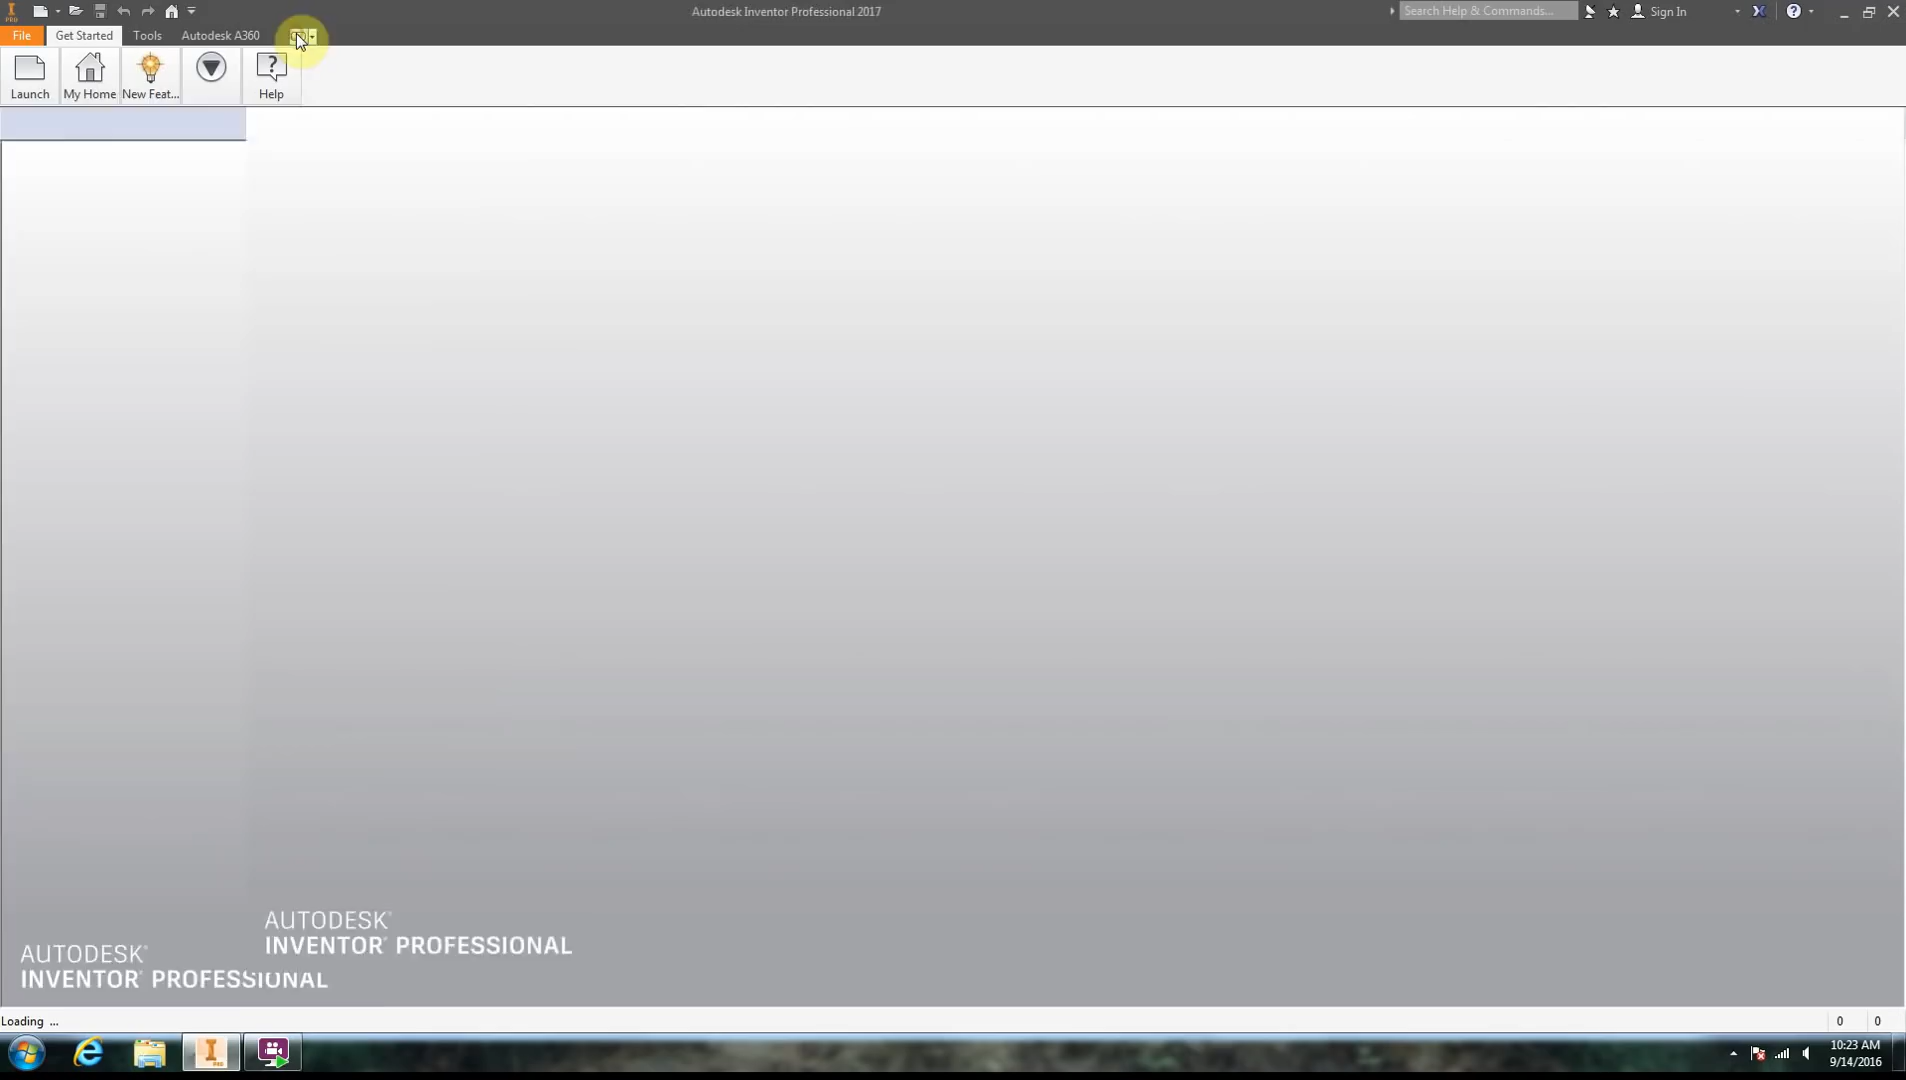 PRO
Autodesk Inventor Professional 2017
Search Help & Commands...
Sign In
File
Get Started
Tools
Autodesk A360
Launch
My Home
New Feat...
Help
AUTODESK®
INVENTOR® PROFESSIONAL
AUTODESK®
INVENTOR® PROFESSIONAL
Loading ...
0
0
10:23 AM
9/14/2016